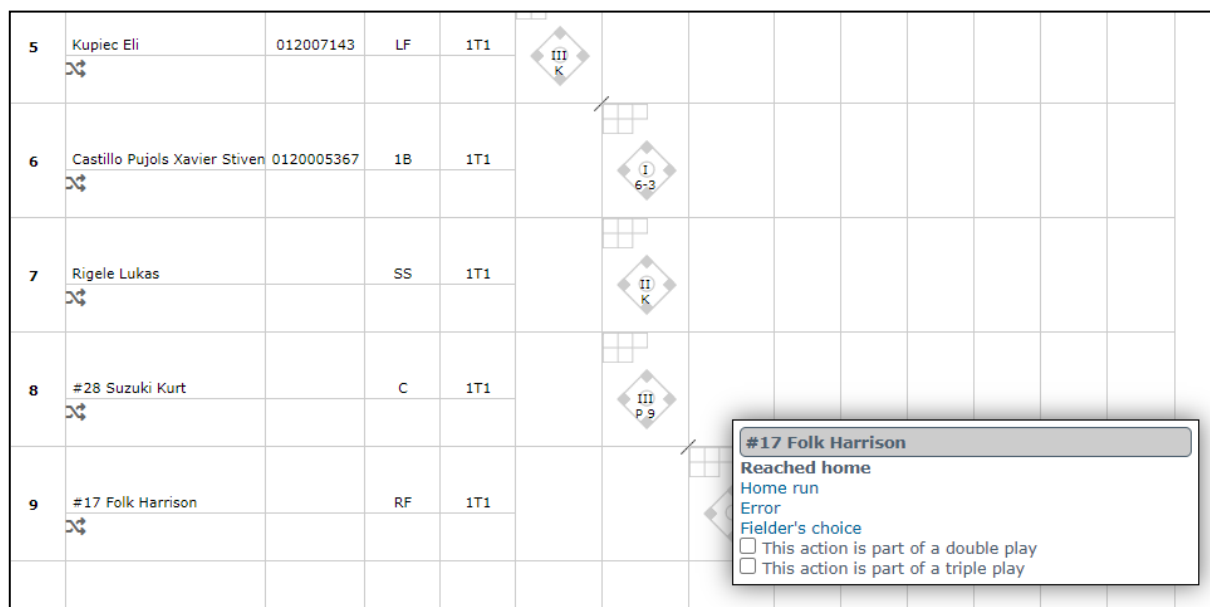 5 Kupiec Eli 012007143 LF 1T1
III
K
6 Castillo Pujols Xavier Stiven 0120005367 1B 1T1
I
6-3
7 Rigele Lukas SS 1T1
II
K
8 #28 Suzuki Kurt C 1T1
III
P 9
9 #17 Folk Harrison RF 1T1
#17 Folk Harrison
Reached home
Home run
Error
Fielder's choice
This action is part of a double play
This action is part of a triple play